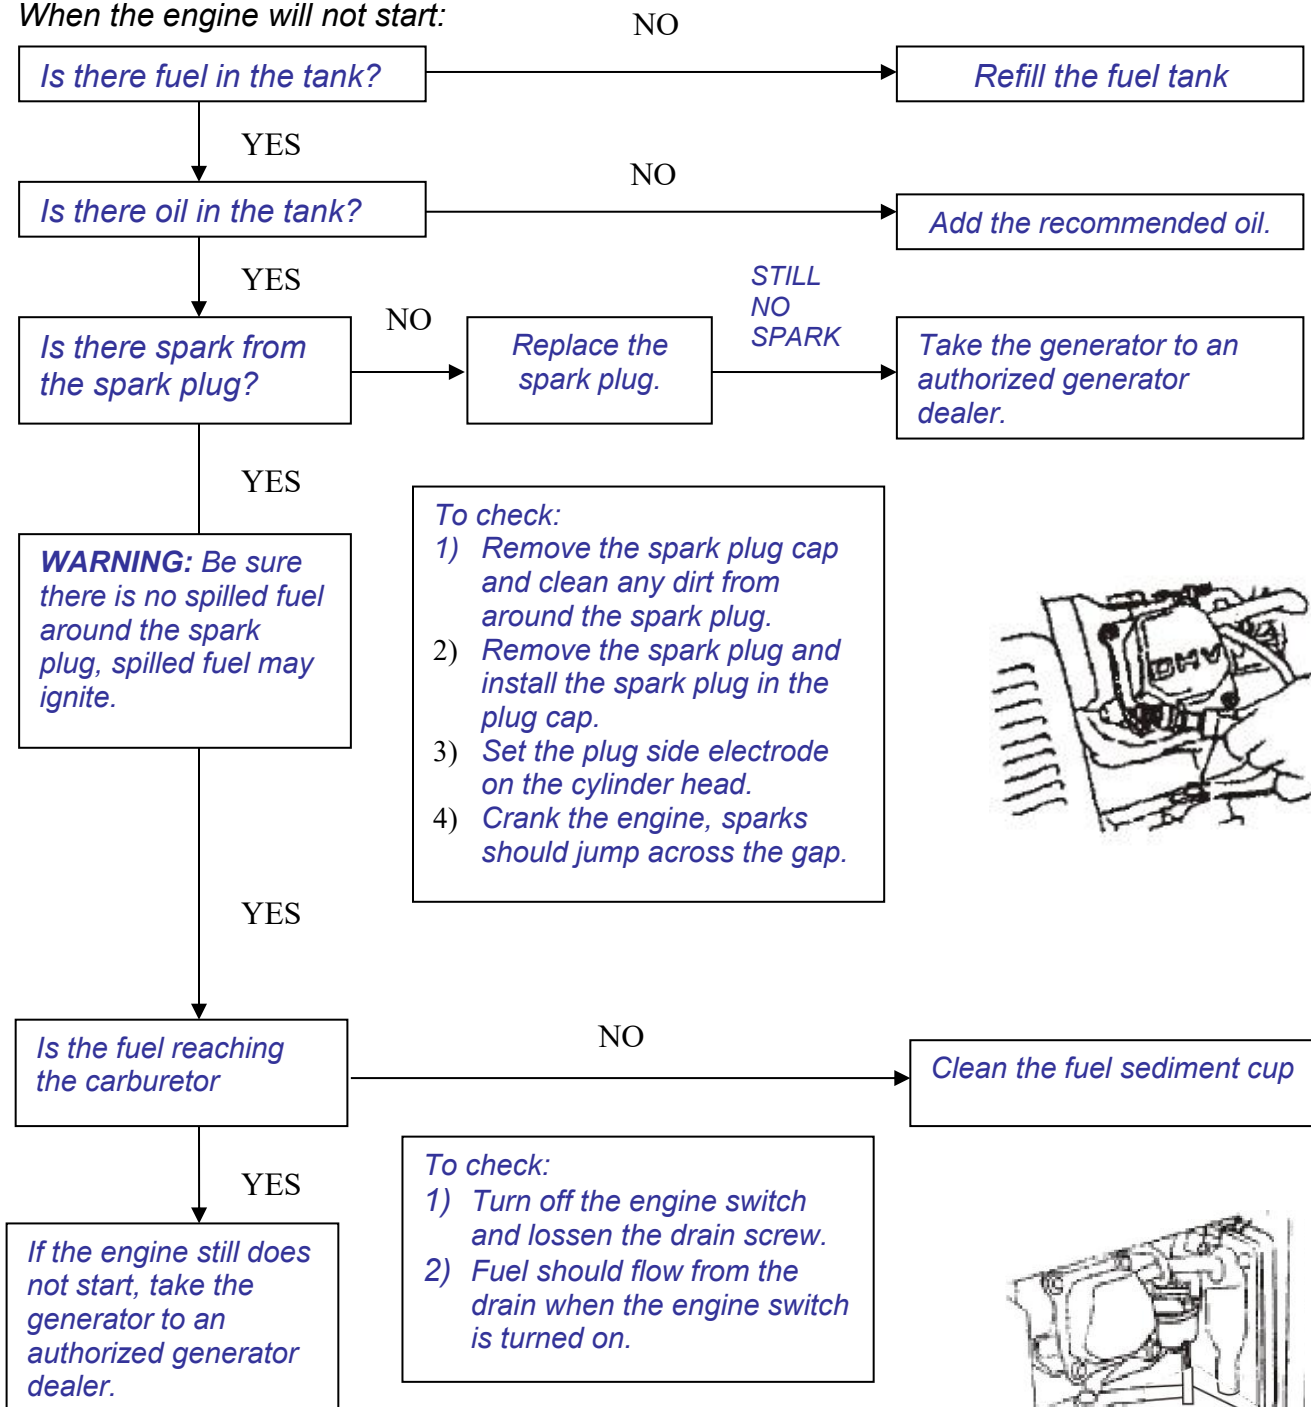 When the engine will not start:
NO
Is there fuel in the tank?
Refill the fuel tank
YES
NO
Is there oil in the tank?
Add the recommended oil.
YES
NO
STILL
NO
SPARK
Is there spark from
the spark plug?
Replace the
spark plug.
Take the generator to an
authorized generator
dealer.
YES
WARNING: Be sure
there is no spilled fuel
around the spark
plug, spilled fuel may
ignite.
To check:
1) Remove the spark plug cap
and clean any dirt from
around the spark plug.
2) Remove the spark plug and
install the spark plug in the
plug cap.
3) Set the plug side electrode
on the cylinder head.
4) Crank the engine, sparks
should jump across the gap.
OHV
YES
Is the fuel reaching
the carburetor
NO
Clean the fuel sediment cup
YES
To check:
1) Turn off the engine switch
and lossen the drain screw.
2) Fuel should flow from the
drain when the engine switch
is turned on.
If the engine still does
not start, take the
generator to an
authorized generator
dealer.